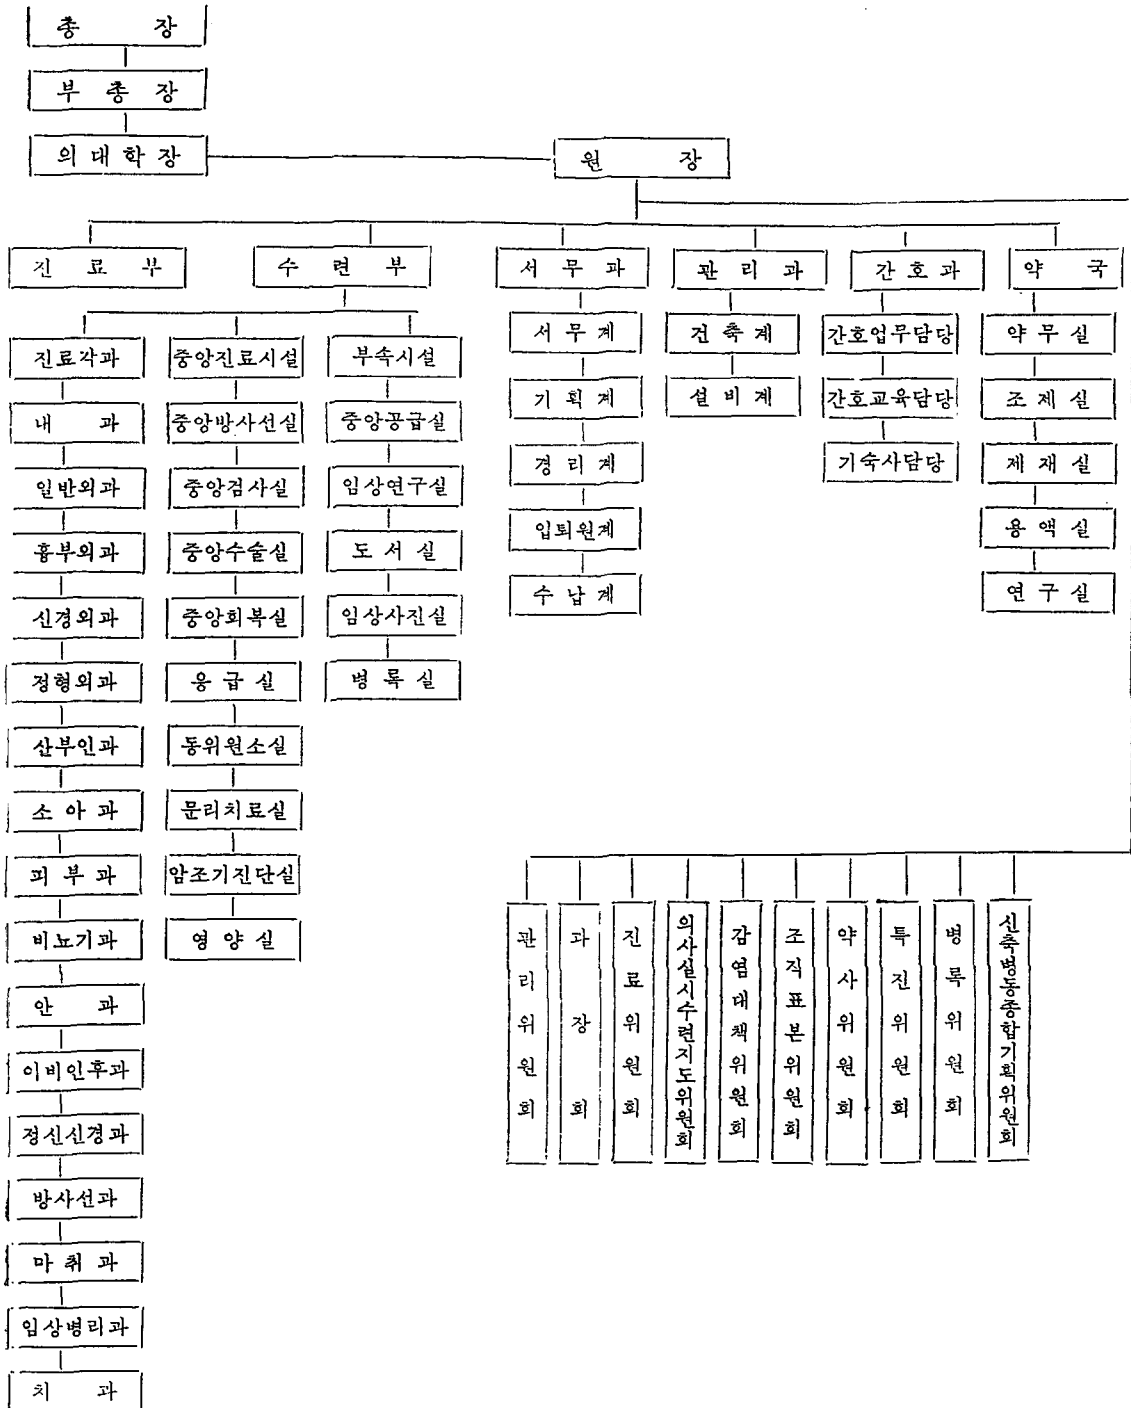 총 장
부 총 장
의 대 학 장
원 장
진 료 부
수 련 부
서 무 과
관 리 과
간 호 과
약 국
진료각과
내 과
일반외과
흉부외과
신경외과
정형외과
산부인과
소 아 과
피 부 과
비뇨기과
안 과
이비인후과
정신신경과
방사선과
마 취 과
임상병리과
치 과
중앙진료시설
중앙방사선실
중앙검사실
중앙수술실
중앙회복실
응 급 실
동위원소실
문리치료실
암조기진단실
영 양 실
부속시설
중앙공급실
임상연구실
도 서 실
임상사진실
병 록 실
서 무 계
기 획 계
경 리 계
입퇴원계
수 납 계
건 축 계
설 비 계
간호업무담당
간호교육담당
기숙사담당
약 무 실
조 제 실
제 재 실
용 액 실
연 구 실
관리위원회
과장회
진료위원회
의사실시수련지도위원회
감염대책위원회
조직표본위원회
약사위원회
특진위원회
병록위원회
신축병동종합기획위원회